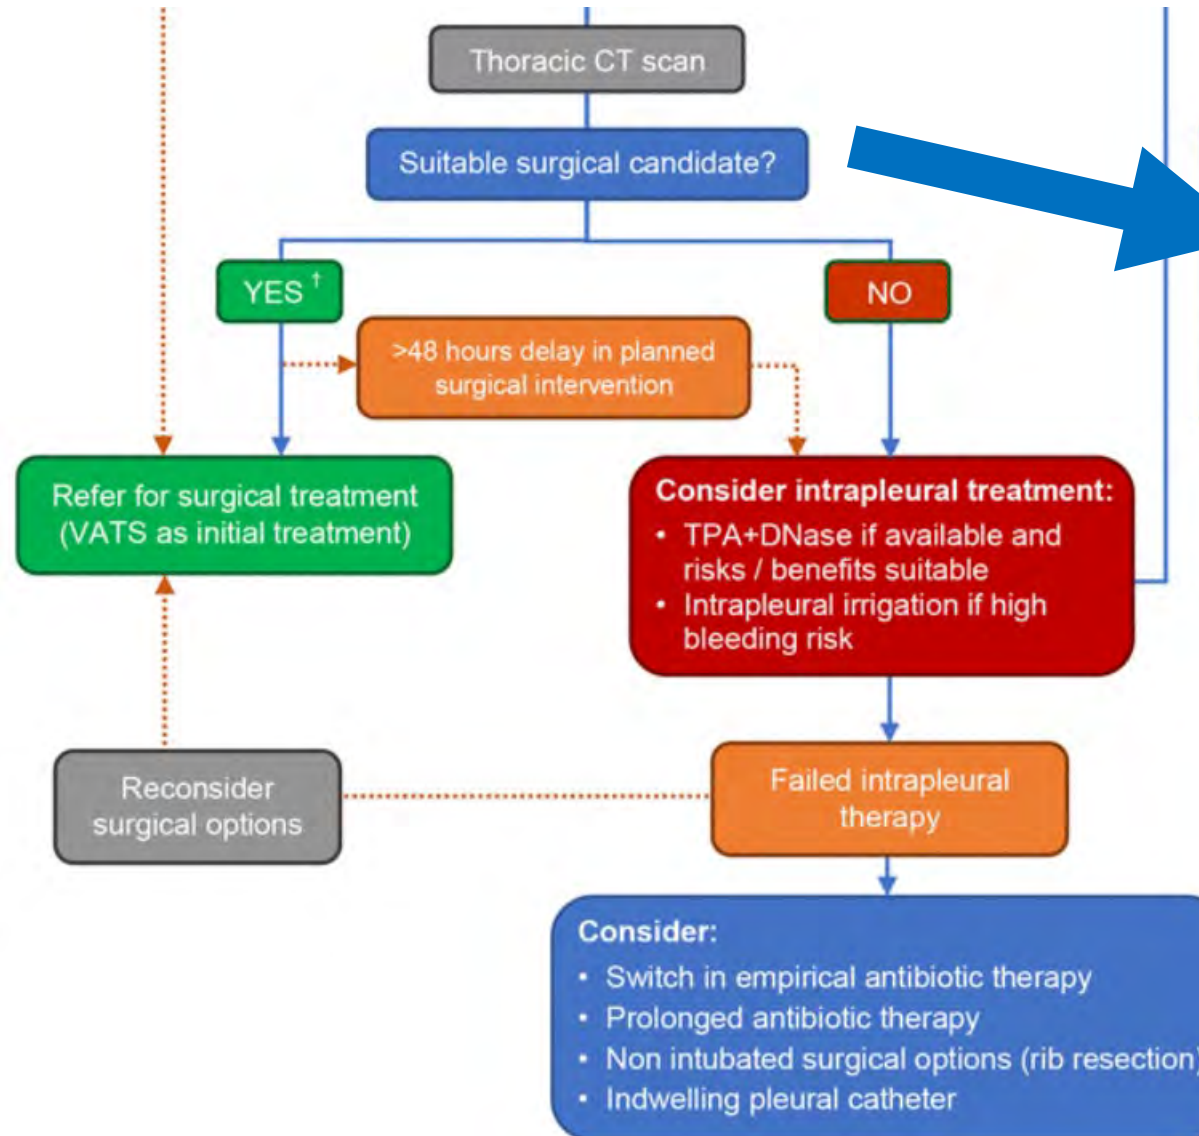 Thoracic CT scan
Suitable surgical candidate?
YES †
NO
>48 hours delay in planned
surgical intervention
Refer for surgical treatment
(VATS as initial treatment)
Consider intrapleural treatment:
• TPA+DNase if available and
risks / benefits suitable
• Intrapleural irrigation if high
bleeding risk
Reconsider
surgical options
Failed intrapleural
therapy
Consider:
• Switch in empirical antibiotic therapy
• Prolonged antibiotic therapy
• Non intubated surgical options (rib resection)
• Indwelling pleural catheter